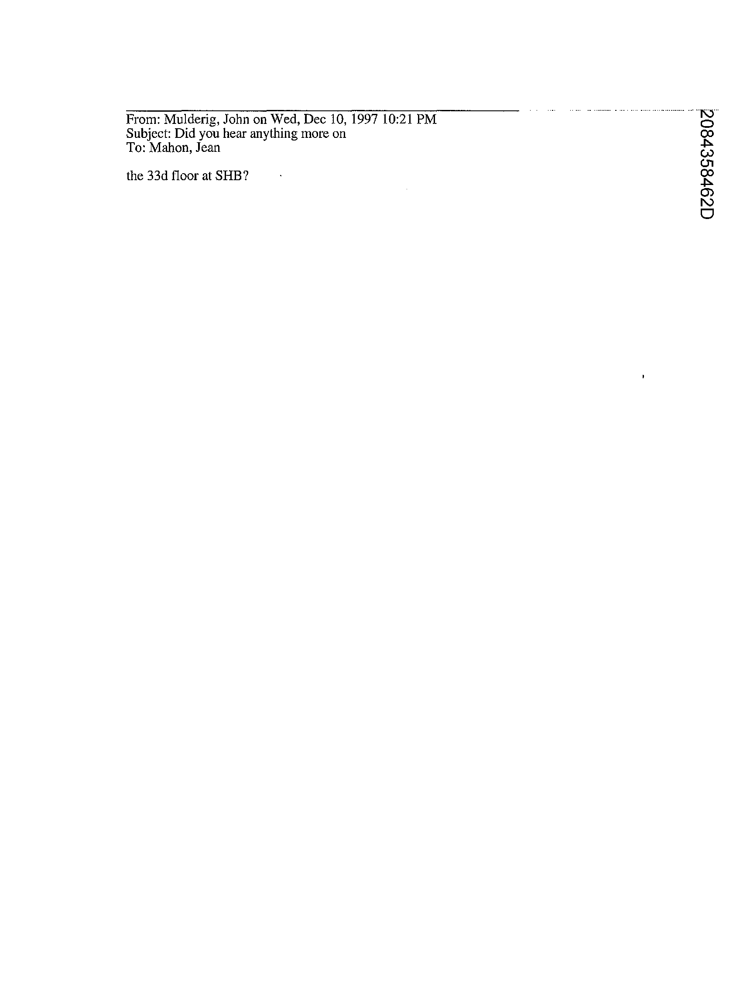 From: Mulderig, John on Wed, Dec 10, 1997 10:21 PM
Subject: Did you hear anything more on
To: Mahon, Jean
the 33d floor at SHB?
2084358462D